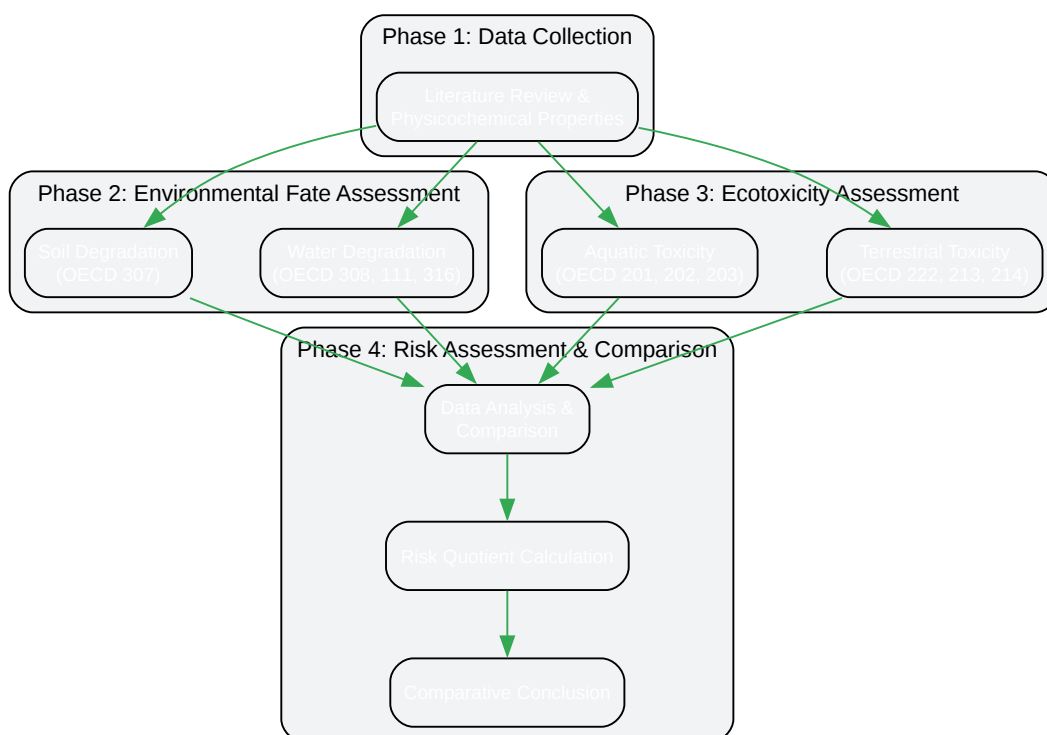 Phase 1: Data Collection
Literature Review &
Physicochemical Properties
Phase 2: Environmental Fate Assessment
Soil Degradation
(OECD 307)
Water Degradation
(OECD 308, 111, 316)
Phase 3: Ecotoxicity Assessment
Aquatic Toxicity
(OECD 201, 202, 203)
Terrestrial Toxicity
(OECD 222, 213, 214)
Phase 4: Risk Assessment & Comparison
Data Analysis &
Comparison
Risk Quotient Calculation
Comparative Conclusion